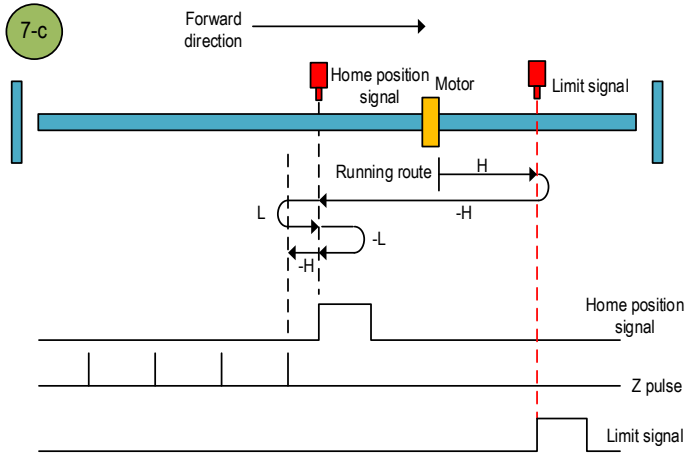 7-c
Forward
direction
Home position
signal
Motor
Limit signal
Running route
H
-H
L
-L
-H
Home position
signal
Z pulse
Limit signal